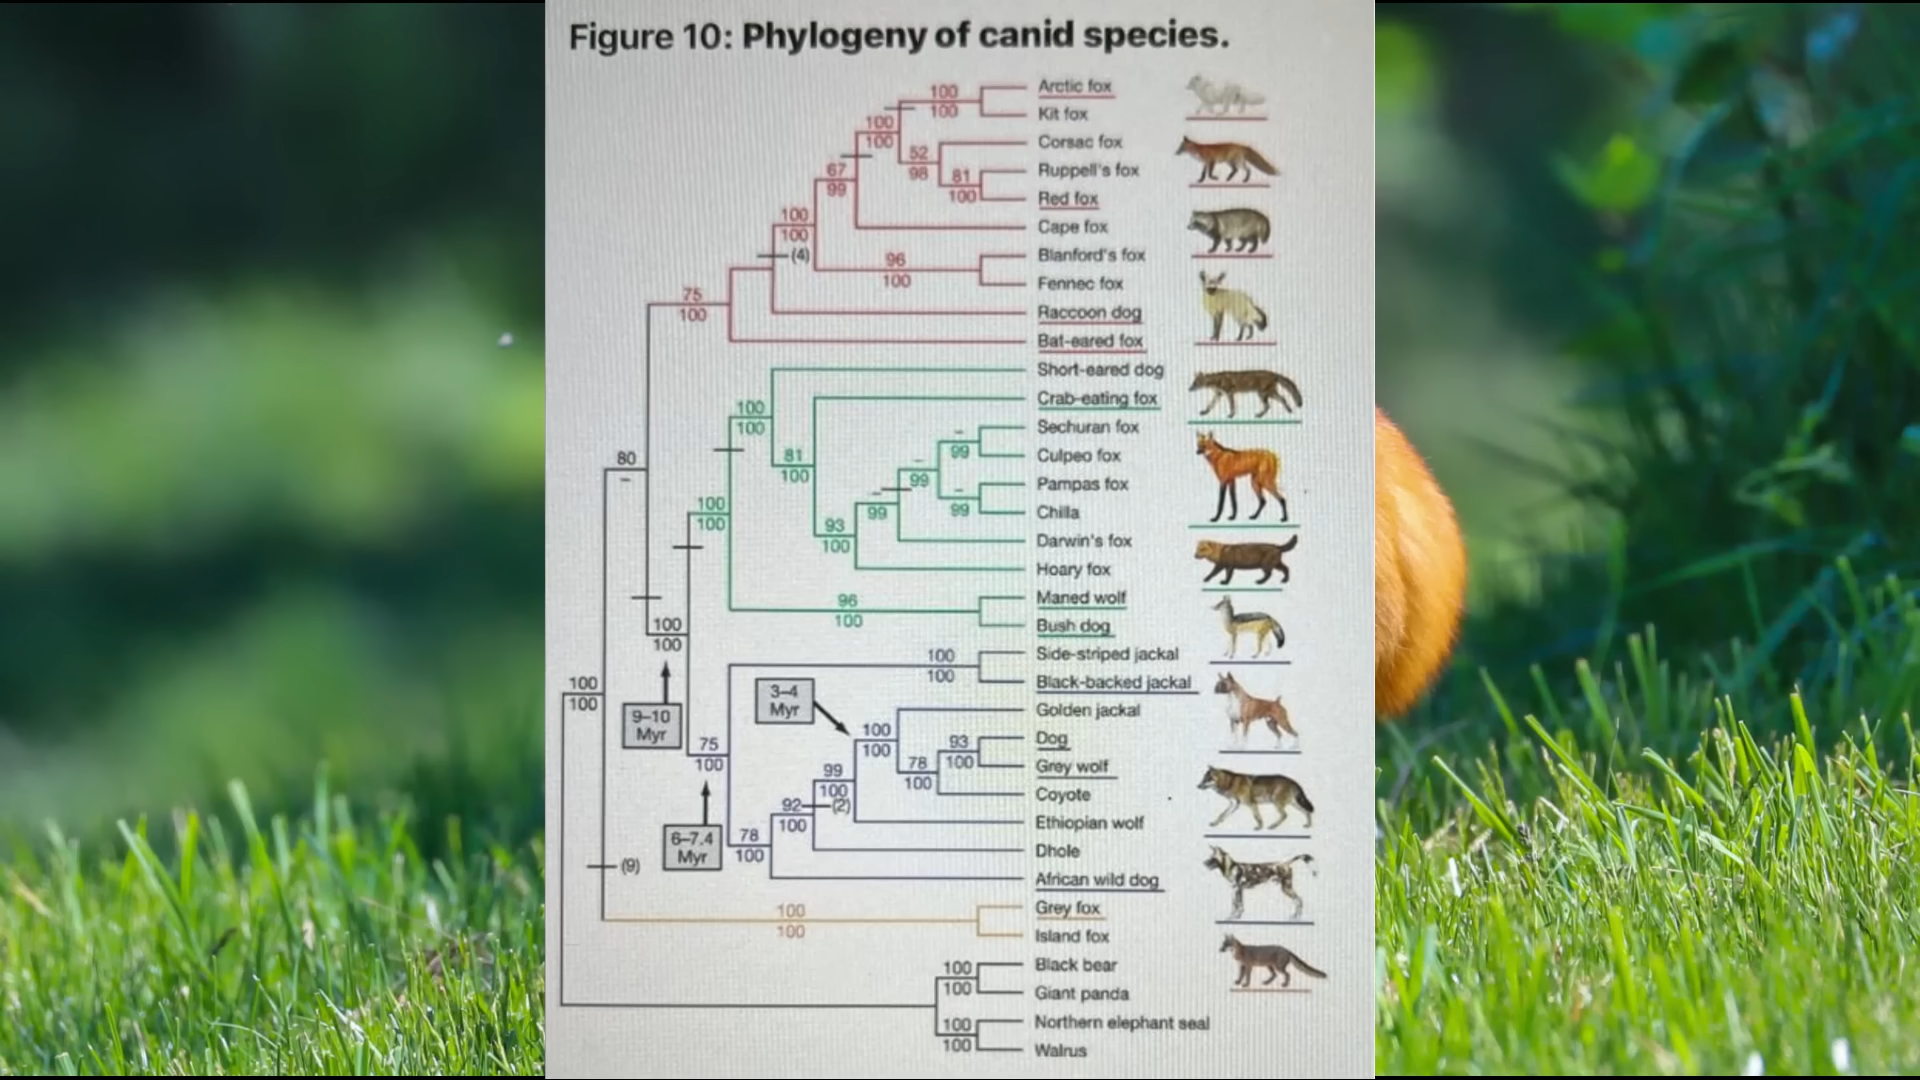 Figure 10: Phylogeny of canid species.
100
100
Arctic fox
Kit fox
100
100
52
98
Corsac fox
81
100
Ruppell's fox
Red fox
67
99
Cape fox
100
100
(4)
96
100
Blanford's fox
Fennec fox
75
100
Raccoon dog
Bat-eared fox
Short-eared dog
100
100
Crab-eating fox
81
100
–
99
Sechuran fox
Culpeo fox
–
99
–
99
Pampas fox
Chilla
–
99
Darwin's fox
93
100
Hoary fox
80
–
100
100
96
100
Maned wolf
Bush dog
100
100
100
100
Side-striped jackal
Black-backed jackal
100
100
9–10
Myr
3–4
Myr
100
100
Golden jackal
93
100
Dog
Grey wolf
78
100
Coyote
75
100
99
100
(2)
Ethiopian wolf
92
100
Dhole
6–7.4
Myr
78
100
African wild dog
(9)
100
100
Grey fox
Island fox
100
100
Black bear
Giant panda
100
100
Northern elephant seal
Walrus